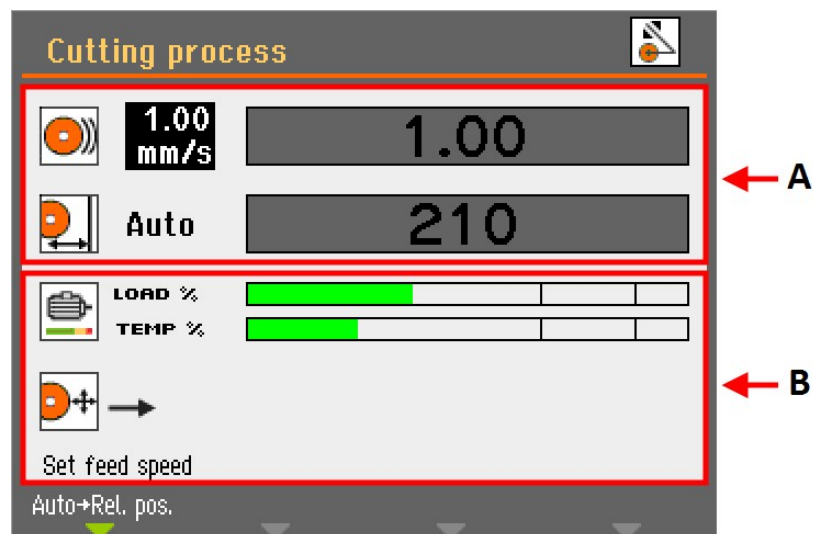 Cutting process
1.00
mm/s
1.00
A
Auto
210
LOAD %
TEMP %
B
Set feed speed
Auto→Rel. pos.